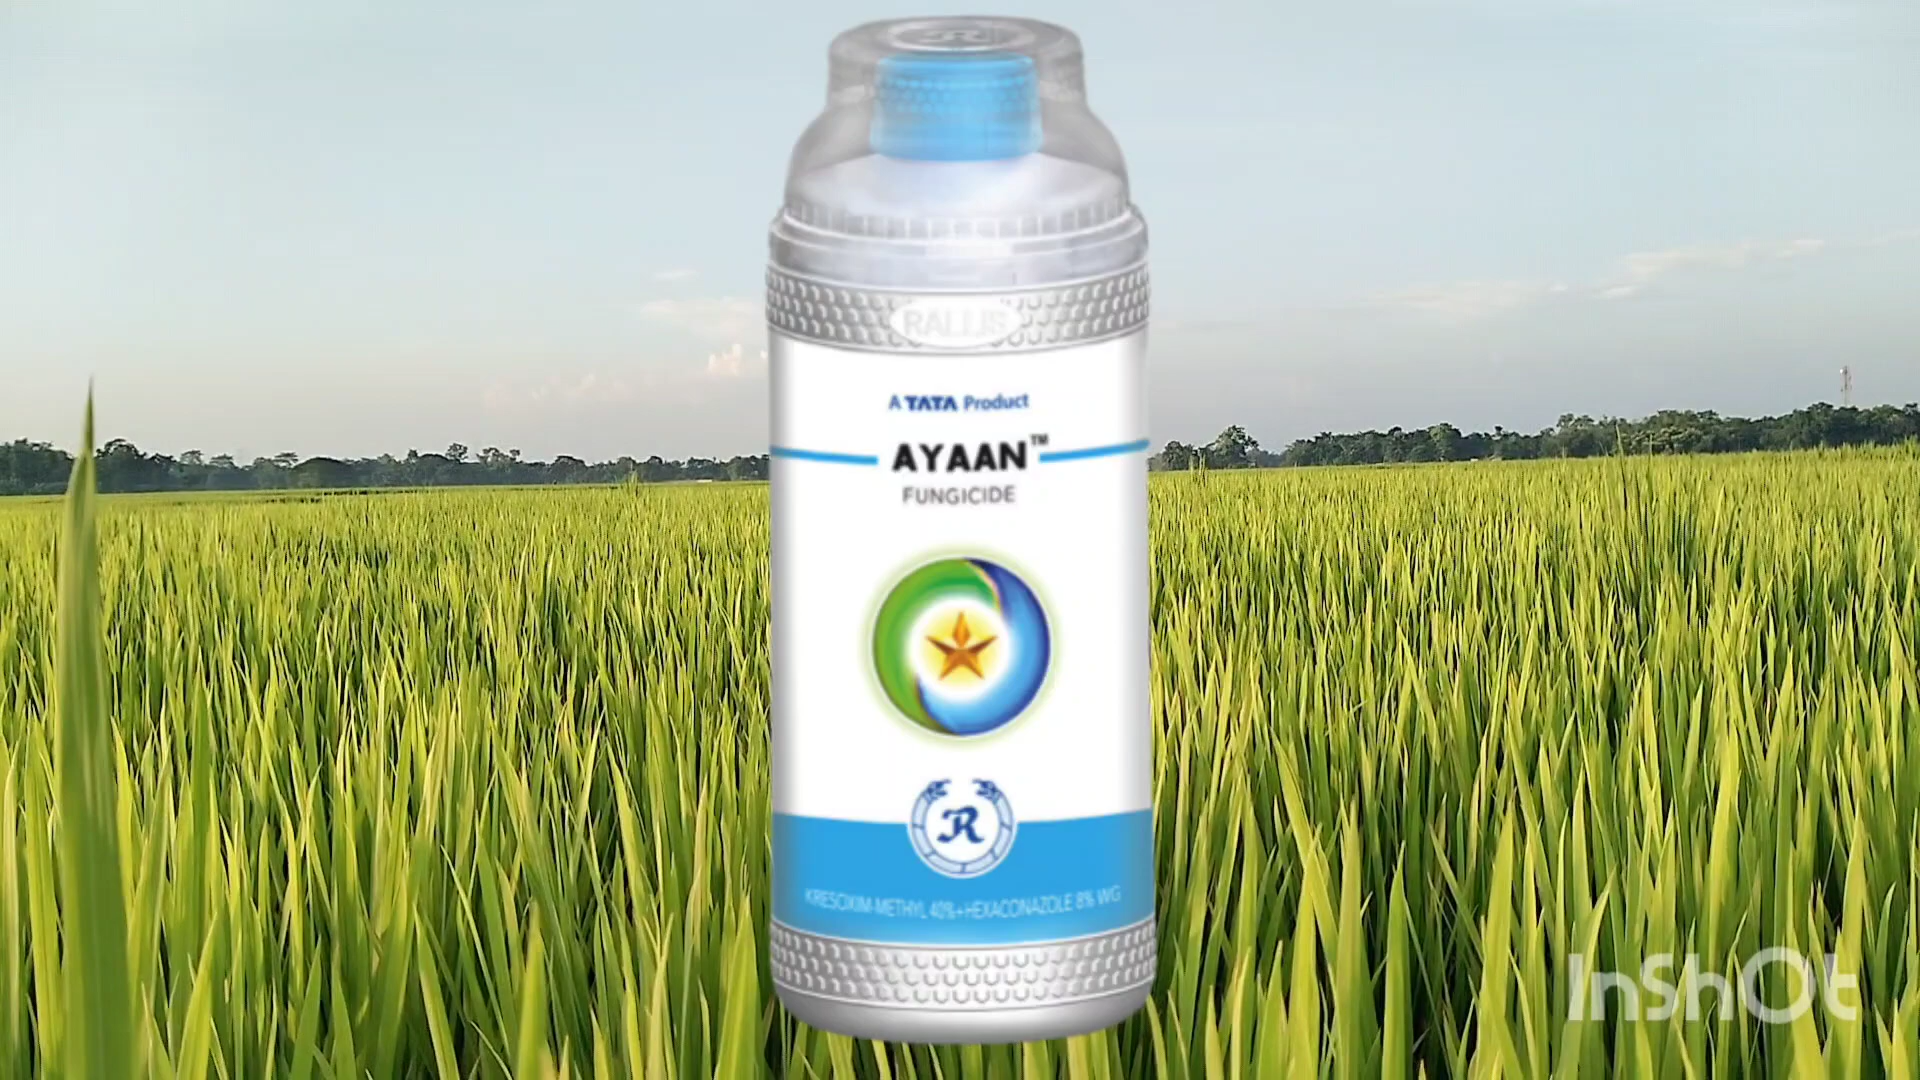 R
RALLIS
A TATA Product
AYAAN™
FUNGICIDE
R
KRESOXIM-METHYL 40%+HEXACONAZOLE 8% WG
InShOt